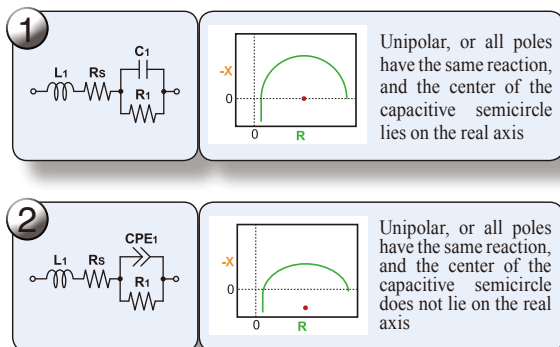 1
L1 Rs C1
R1
-X
0
0
R
Unipolar, or all poles
have the same reaction,
and the center of the
capacitive semicircle
lies on the real axis
2
L1 Rs CPE1
R1
-X
0
0
R
Unipolar, or all poles
have the same reaction,
and the center of the
capacitive semicircle
does not lie on the real
axis